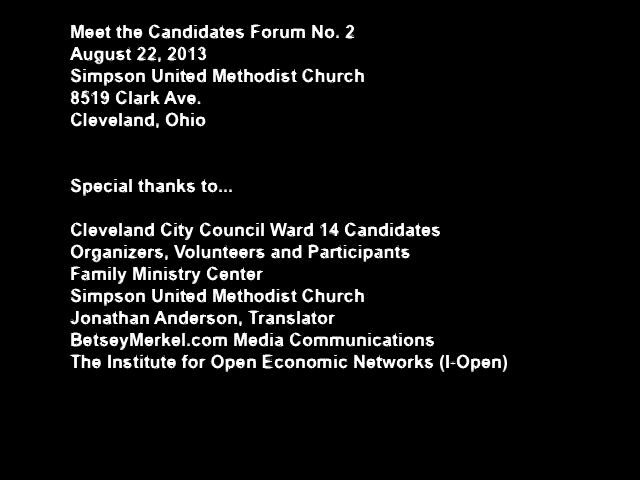 Meet the Candidates Forum No. 2
August 22, 2013
Simpson United Methodist Church
8519 Clark Ave.
Cleveland, Ohio
Special thanks to...
Cleveland City Council Ward 14 Candidates
Organizers, Volunteers and Participants
Family Ministry Center
Simpson United Methodist Church
Jonathan Anderson, Translator
BetseyMerkel.com Media Communications
The Institute for Open Economic Networks (I-Open)